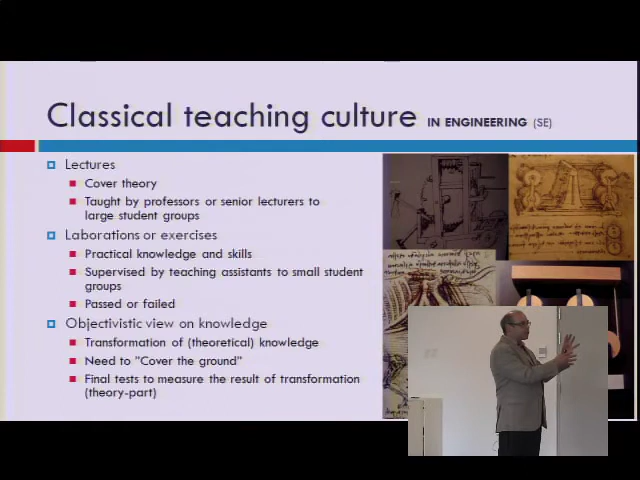 Classical teaching culture IN ENGINEERING (SE)
Lectures
Cover theory
Taught by professors or senior lecturers to
large student groups
Laborations or exercises
Practical knowledge and skills
Supervised by teaching assistants to small student
groups
Passed or failed
Objectivistic view on knowledge
Transformation of (theoretical) knowledge
Need to "Cover the ground"
Final tests to measure the result of transformation
(theory-part)